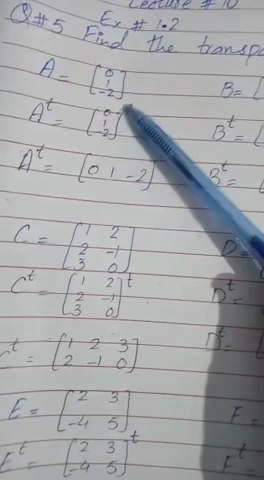 Lecture # 10
Ex # 1.2
Q#5 Find the transpo
A = [0 1 -2] B = [
A^t = [0 1 -2] B^t = [
A^t = [0 1 -2] B^t = [
C = [1 2 2 -1 3 0] D =
C^t = [1 2 2 -1 3 0]^t D^t =
C^t = [1 2 3 2 -1 0] D^t = [
E = [2 3 -4 5] F =
E^t = [2 3 -4 5]^t F^t =